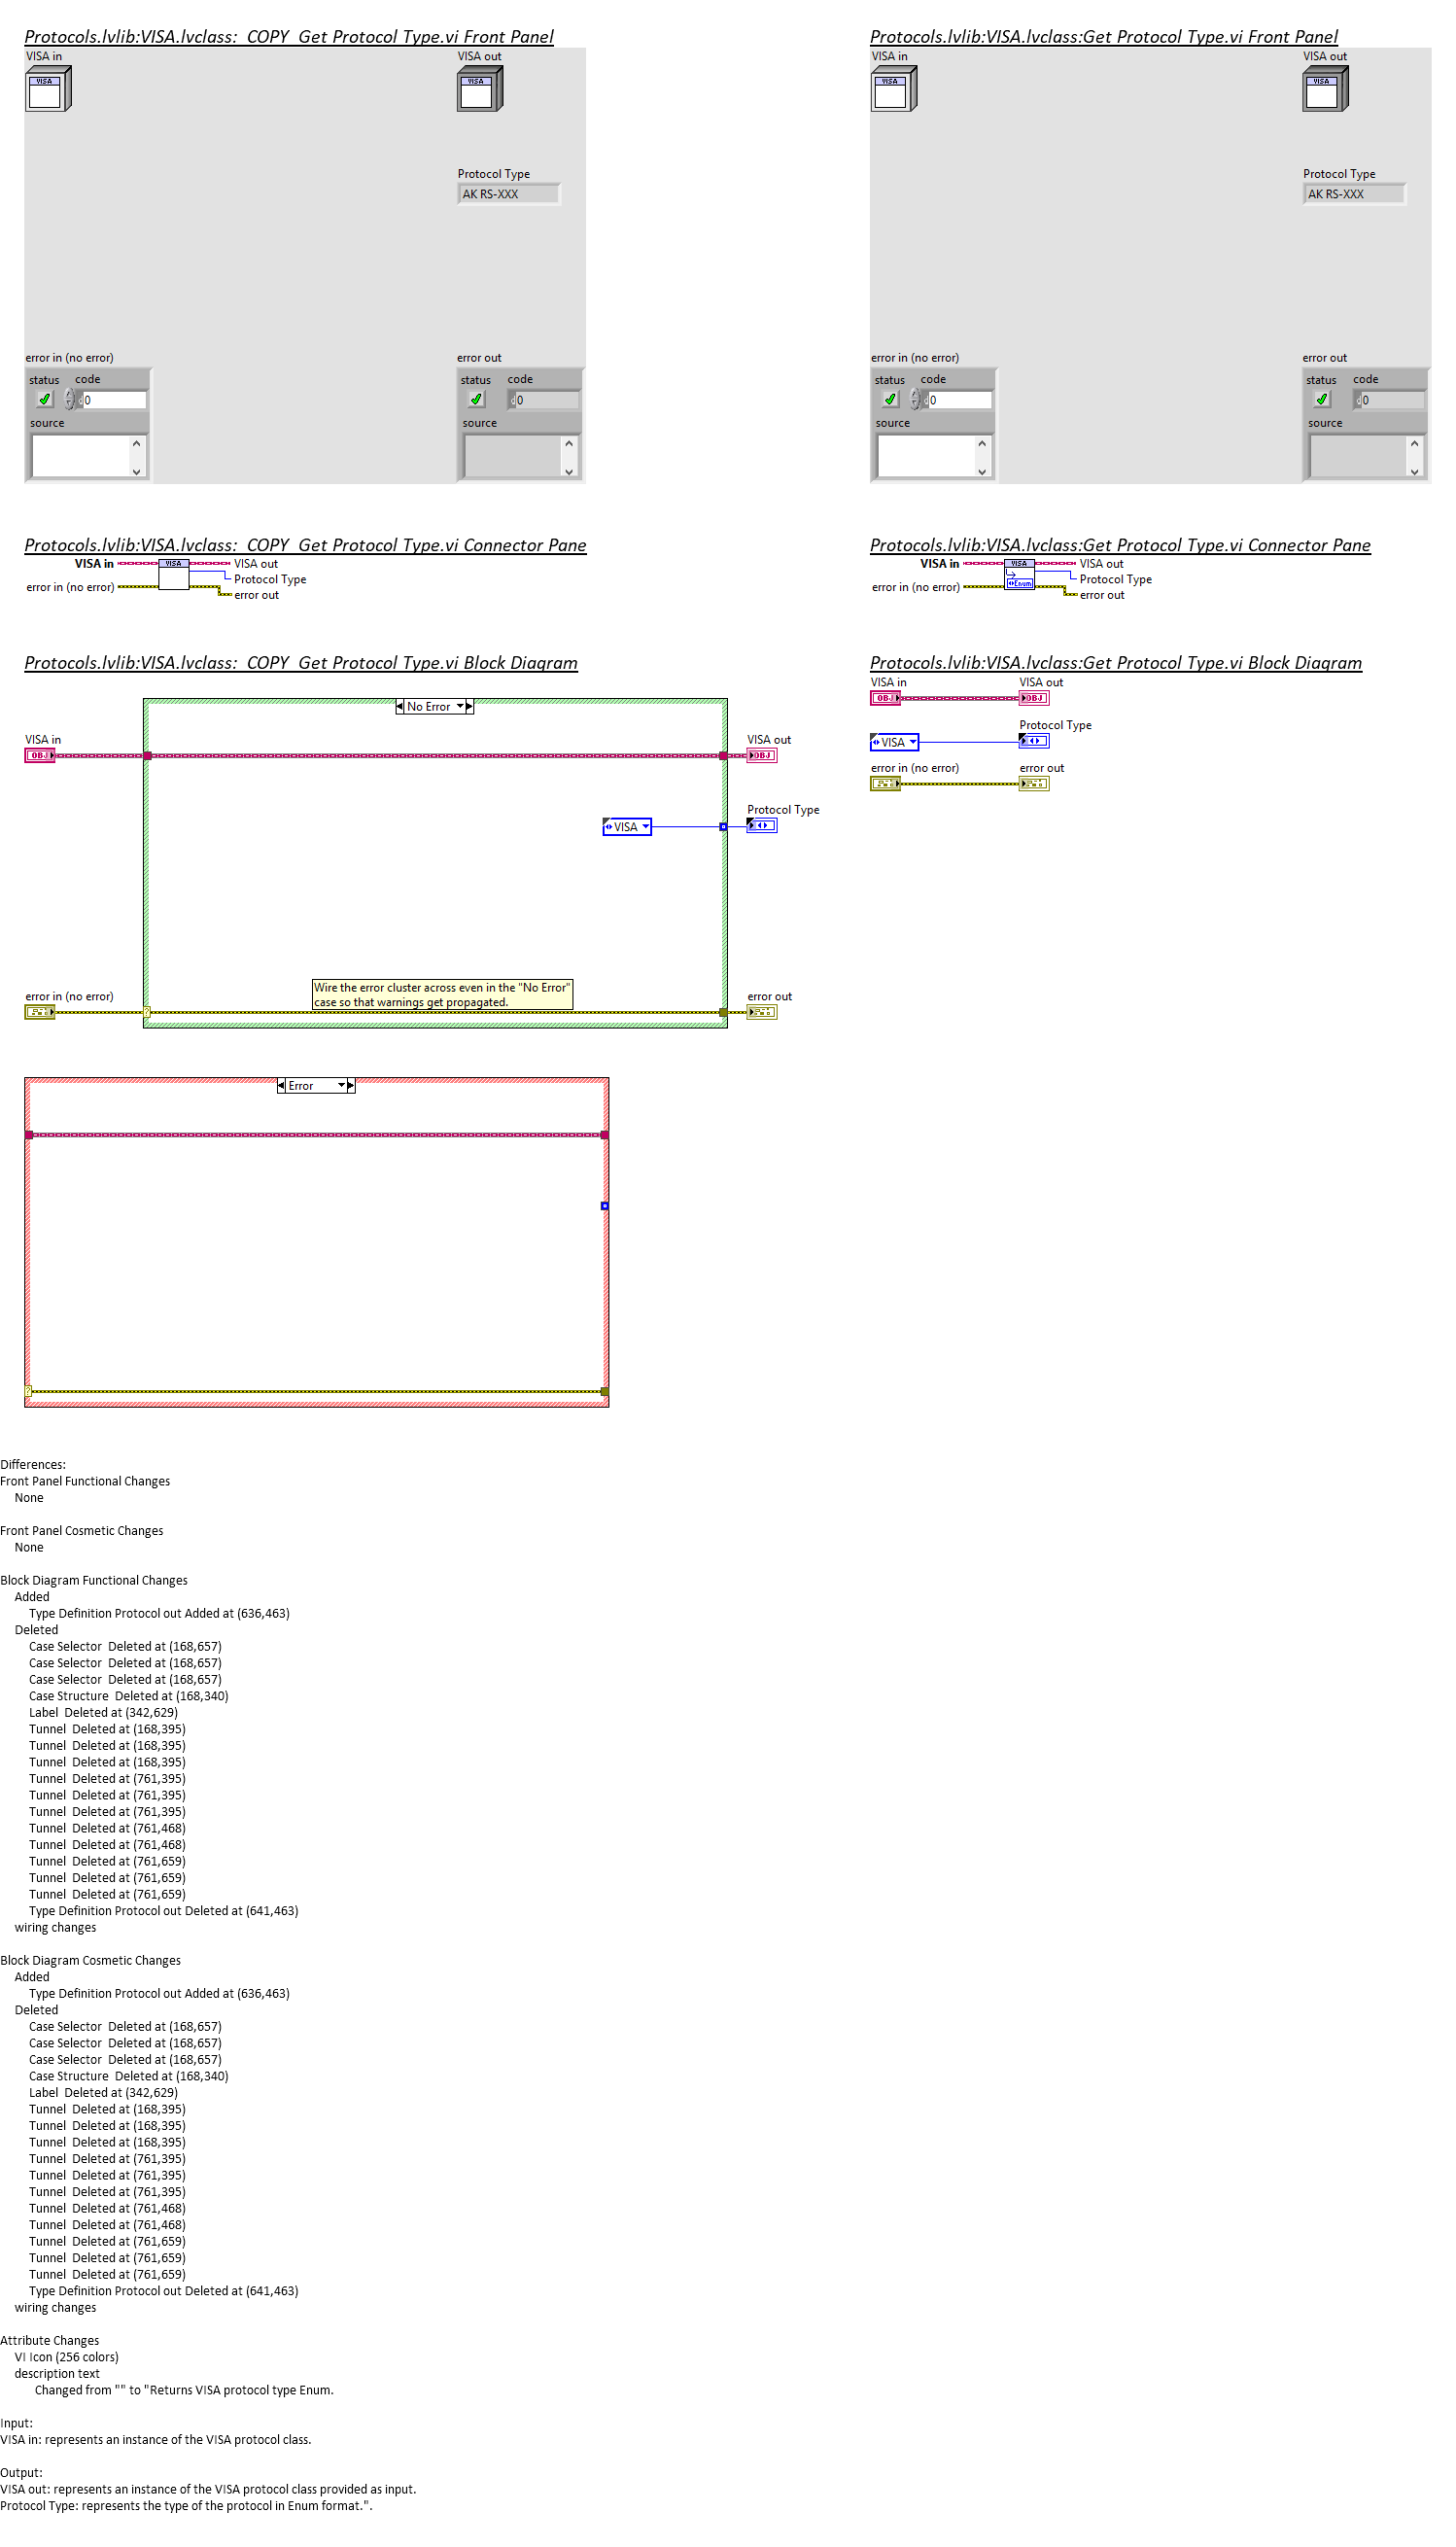 Protocols.lvlib:VISA.lvclass:_COPY_Get Protocol Type.vi Front Panel
VISA in
VISA
VISA out
VISA
Protocol Type
AK RS-XXX
error in (no error)
status code
d 0
source
error out
status code
d 0
source
Protocols.lvlib:VISA.lvclass:Get Protocol Type.vi Front Panel
VISA in
VISA
VISA out
VISA
Protocol Type
AK RS-XXX
error in (no error)
status code
d 0
source
error out
status code
d 0
source
Protocols.lvlib:VISA.lvclass:_COPY_Get Protocol Type.vi Connector Pane
VISA in VISA VISA out
Protocol Type
error in (no error) error out
Protocols.lvlib:VISA.lvclass:Get Protocol Type.vi Connector Pane
VISA in VISA VISA out
Enum Protocol Type
error in (no error) error out
Protocols.lvlib:VISA.lvclass:_COPY_Get Protocol Type.vi Block Diagram
No Error
VISA in
OBJ
VISA out
OBJ
Protocol Type
VISA
Wire the error cluster across even in the "No Error"
case so that warnings get propagated.
error in (no error)
?
error out
Error
?
Protocols.lvlib:VISA.lvclass:Get Protocol Type.vi Block Diagram
VISA in VISA out
OBJ OBJ
Protocol Type
VISA
error in (no error) error out
Differences:
Front Panel Functional Changes
None
Front Panel Cosmetic Changes
None
Block Diagram Functional Changes
Added
Type Definition Protocol out Added at (636,463)
Deleted
Case Selector  Deleted at (168,657)
Case Selector  Deleted at (168,657)
Case Selector  Deleted at (168,657)
Case Structure  Deleted at (168,340)
Label  Deleted at (342,629)
Tunnel  Deleted at (168,395)
Tunnel  Deleted at (168,395)
Tunnel  Deleted at (168,395)
Tunnel  Deleted at (761,395)
Tunnel  Deleted at (761,395)
Tunnel  Deleted at (761,395)
Tunnel  Deleted at (761,468)
Tunnel  Deleted at (761,468)
Tunnel  Deleted at (761,659)
Tunnel  Deleted at (761,659)
Tunnel  Deleted at (761,659)
Type Definition Protocol out Deleted at (641,463)
wiring changes
Block Diagram Cosmetic Changes
Added
Type Definition Protocol out Added at (636,463)
Deleted
Case Selector  Deleted at (168,657)
Case Selector  Deleted at (168,657)
Case Selector  Deleted at (168,657)
Case Structure  Deleted at (168,340)
Label  Deleted at (342,629)
Tunnel  Deleted at (168,395)
Tunnel  Deleted at (168,395)
Tunnel  Deleted at (168,395)
Tunnel  Deleted at (761,395)
Tunnel  Deleted at (761,395)
Tunnel  Deleted at (761,395)
Tunnel  Deleted at (761,468)
Tunnel  Deleted at (761,468)
Tunnel  Deleted at (761,659)
Tunnel  Deleted at (761,659)
Tunnel  Deleted at (761,659)
Type Definition Protocol out Deleted at (641,463)
wiring changes
Attribute Changes
VI Icon (256 colors)
description text
Changed from "" to "Returns VISA protocol type Enum.
Input:
VISA in: represents an instance of the VISA protocol class.
Output:
VISA out: represents an instance of the VISA protocol class provided as input.
Protocol Type: represents the type of the protocol in Enum format.".